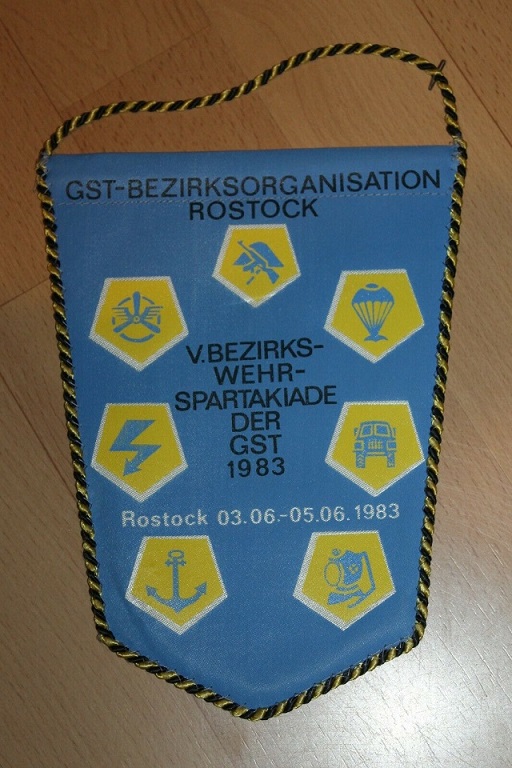 GST-BEZIRKSORGANISATION
ROSTOCK
V.BEZIRKS-
WEHR-
SPARTAKIADE
DER
GST
1983
Rostock 03.06.-05.06.1983